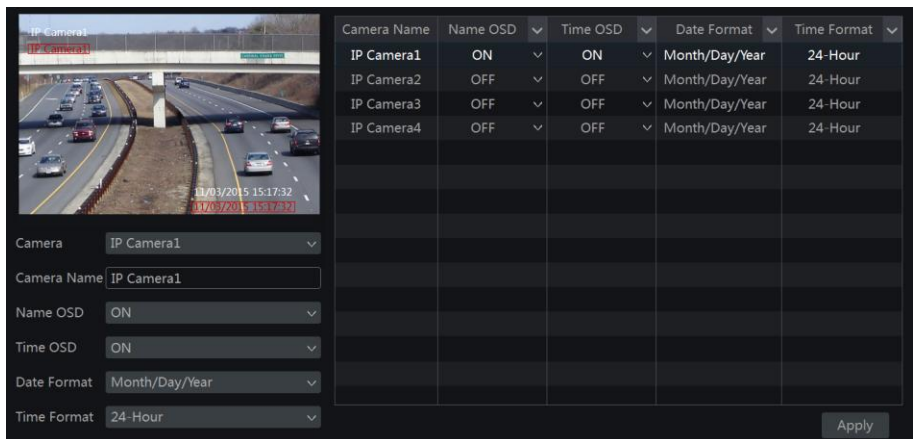 IP Camera1
IP Camera1
11/03/2015 15:17:32
11/03/2015 15:17:32
Camera IP Camera1
Camera Name IP Camera1
Name OSD ON
Time OSD ON
Date Format Month/Day/Year
Time Format 24-Hour
Camera Name Name OSD Time OSD Date Format Time Format
IP Camera1 ON ON Month/Day/Year 24-Hour
IP Camera2 OFF OFF Month/Day/Year 24-Hour
IP Camera3 OFF OFF Month/Day/Year 24-Hour
IP Camera4 OFF OFF Month/Day/Year 24-Hour
Apply